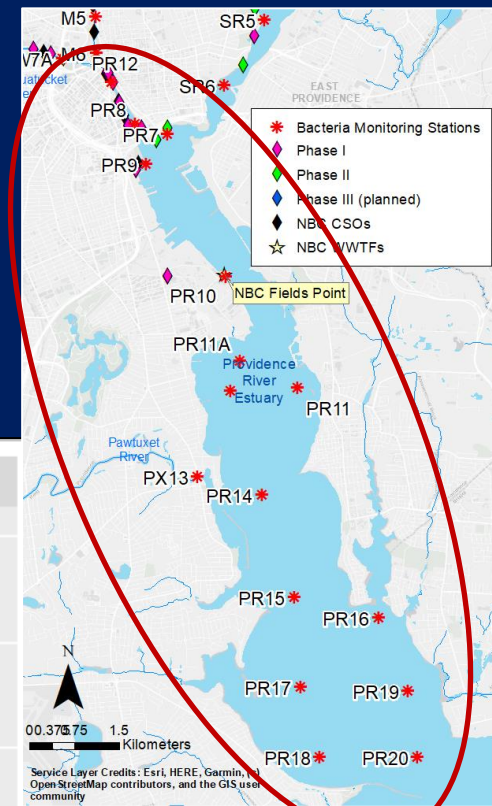 M5
SR5
W7A
M6
PR12
SR6
EAST
PROVIDENCE
PR8
PR7
PR9
Bacteria Monitoring Stations
Phase I
Phase II
Phase III (planned)
NBC CSOs
NBC WWTFs
PR10
NBC Fields Point
PR11A
Providence
River
Estuary
PR11
Pawtuxet
River
PX13
PR14
PR15
PR16
N
PR17
PR19
00.3750.75 1.5
Kilometers
PR18
PR20
Service Layer Credits: Esri, HERE, Garmin, (c)
OpenStreetMap contributors, and the GIS user
community